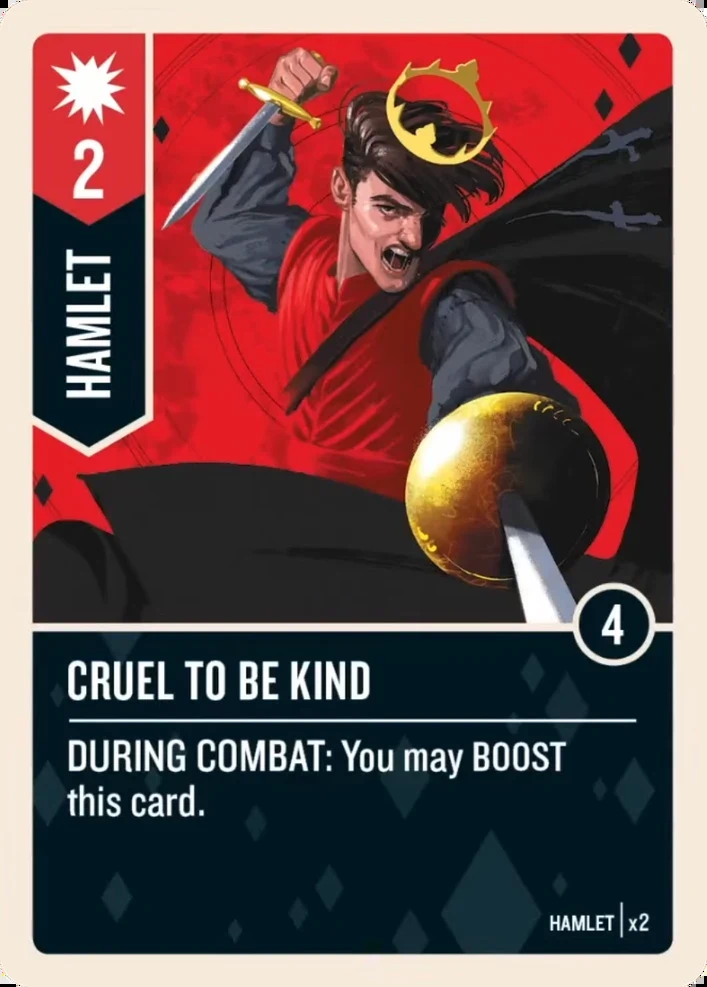 2
HAMLET
4
CRUEL TO BE KIND
DURING COMBAT: You may BOOST
this card.
HAMLET | x2